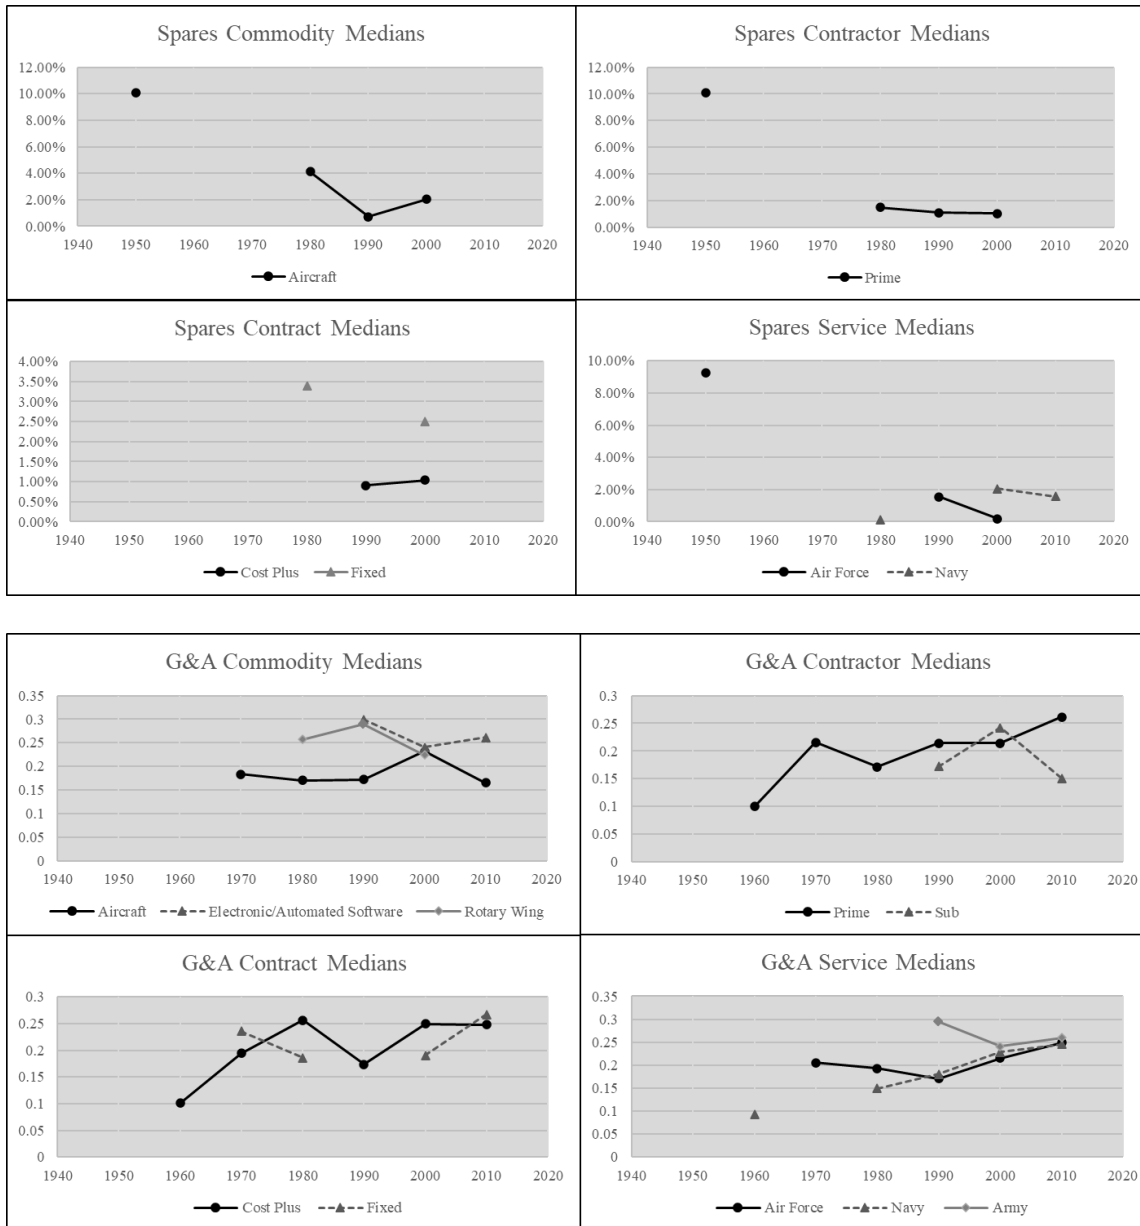 Spares Commodity Medians
12.00%
10.00%
8.00%
6.00%
4.00%
2.00%
0.00%
1940 1950 1960 1970 1980 1990 2000 2010 2020
Aircraft
Spares Contractor Medians
12.00%
10.00%
8.00%
6.00%
4.00%
2.00%
0.00%
1940 1950 1960 1970 1980 1990 2000 2010 2020
Prime
Spares Contract Medians
4.00%
3.50%
3.00%
2.50%
2.00%
1.50%
1.00%
0.50%
0.00%
1940 1950 1960 1970 1980 1990 2000 2010 2020
Cost Plus Fixed
Spares Service Medians
10.00%
8.00%
6.00%
4.00%
2.00%
0.00%
1940 1950 1960 1970 1980 1990 2000 2010 2020
Air Force Navy
G&A Commodity Medians
0.35
0.3
0.25
0.2
0.15
0.1
0.05
0
1940 1950 1960 1970 1980 1990 2000 2010 2020
Aircraft Electronic/Automated Software Rotary Wing
G&A Contractor Medians
0.3
0.25
0.2
0.15
0.1
0.05
0
1940 1950 1960 1970 1980 1990 2000 2010 2020
Prime Sub
G&A Contract Medians
0.3
0.25
0.2
0.15
0.1
0.05
0
1940 1950 1960 1970 1980 1990 2000 2010 2020
Cost Plus Fixed
G&A Service Medians
0.35
0.3
0.25
0.2
0.15
0.1
0.05
0
1940 1950 1960 1970 1980 1990 2000 2010 2020
Air Force Navy Army